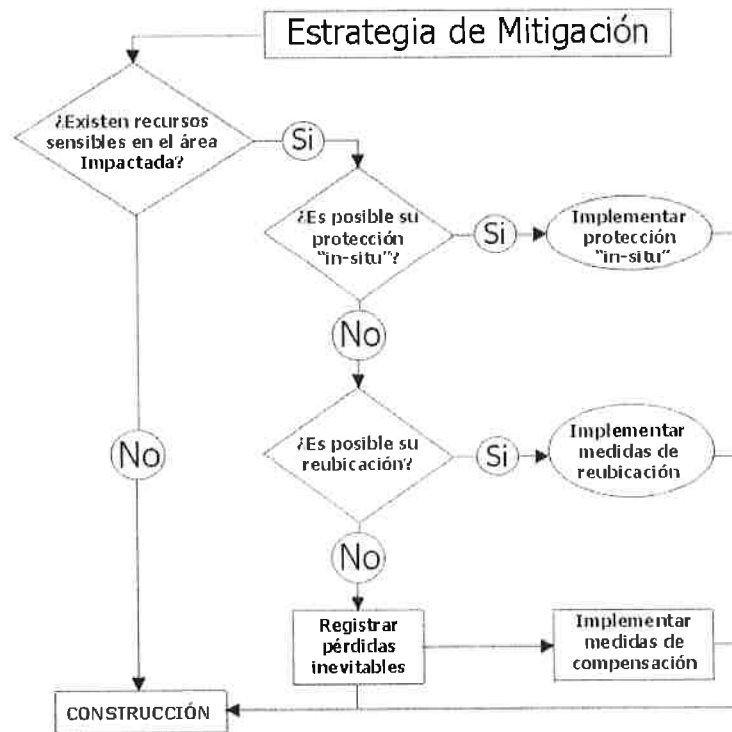 Estrategia de Mitigación
¿Existen recursos
sensibles en el área
Impactada?
Si
¿Es posible su
protección
"in-situ"?
Si
Implementar
protección
"in-situ"
No
¿Es posible su
reubicación?
Si
Implementar
medidas de
reubicación
No
No
Registrar
pérdidas
inevitables
Implementar
medidas de
compensación
CONSTRUCCIÓN